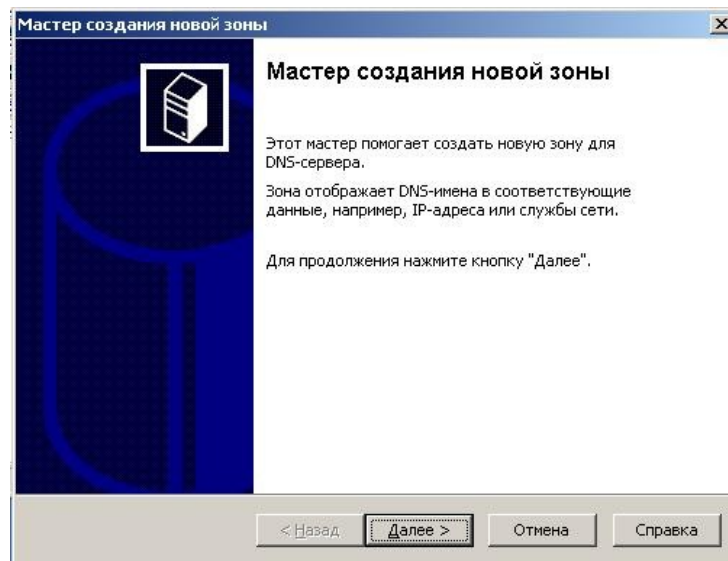 Мастер создания новой зоны
Мастер создания новой зоны
Этот мастер помогает создать новую зону для
DNS-сервера.
Зона отображает DNS-имена в соответствующие
данные, например, IP-адреса или службы сети.
Для продолжения нажмите кнопку "Далее".
< Назад
Далее >
Отмена
Справка